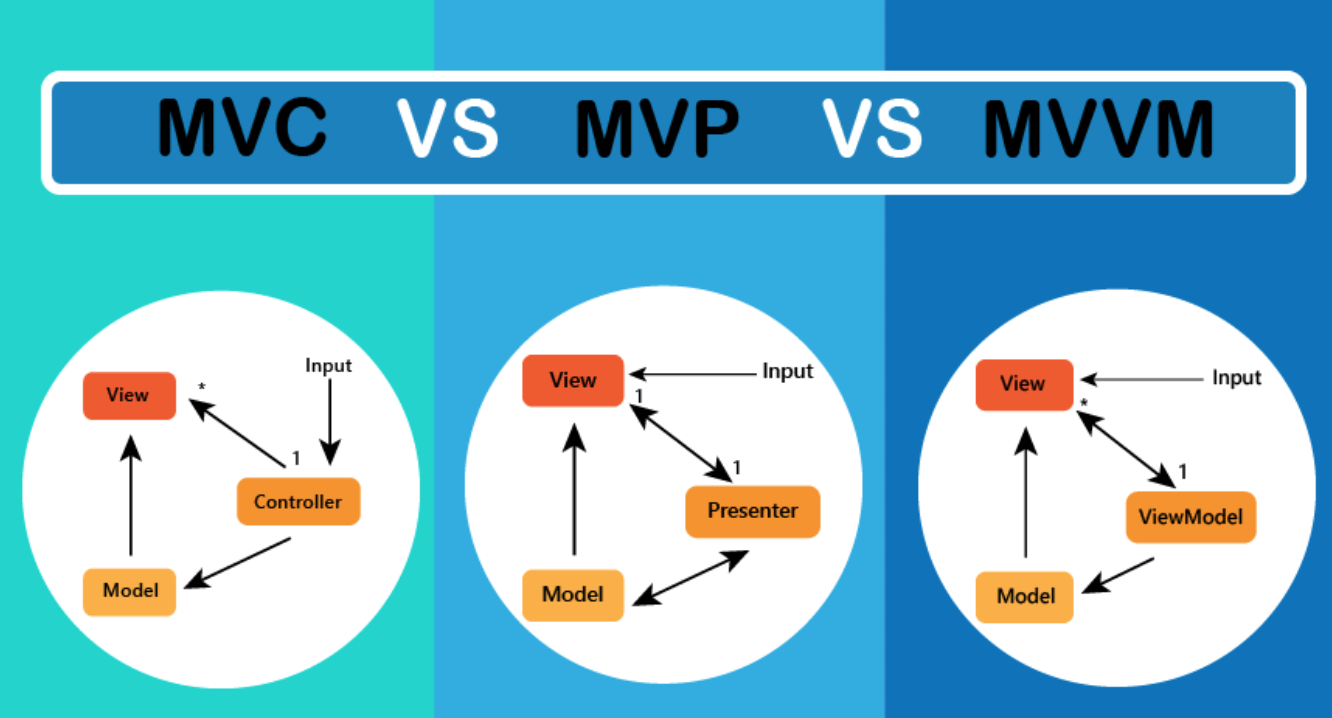 MVC VS MVP VS MVVM
Input
View
*
1
Controller
Model
View
Input
1
1
Presenter
Model
View
Input
*
1
ViewModel
Model